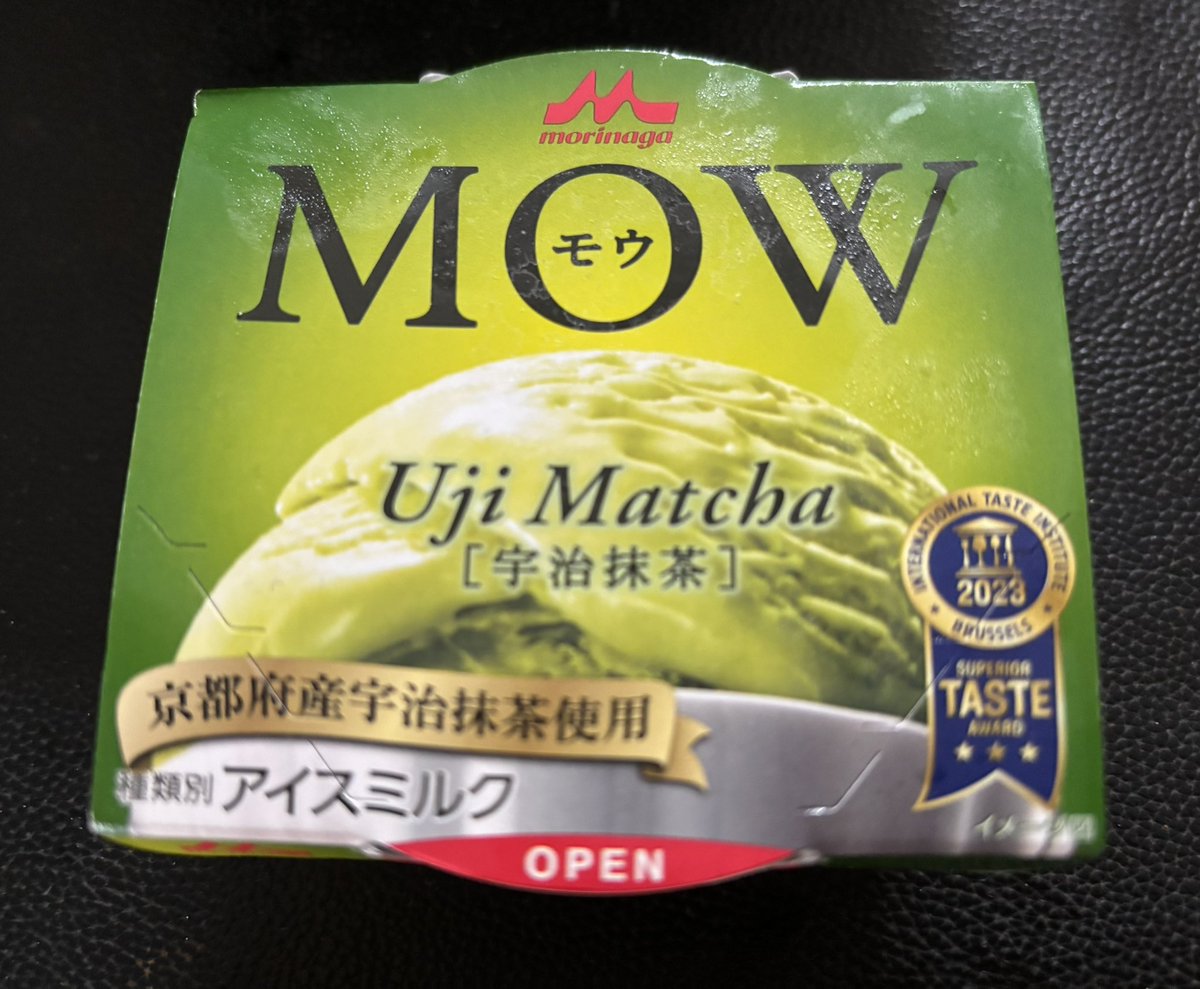 morinaga
MOW
モウ
Uji Matcha
[宇治抹茶]
INTERNATIONAL TASTE INSTITUTE
2023
BRUSSELS
SUPERIOR
TASTE
AWARD
京都府産宇治抹茶使用
種類別 アイスミルク
OPEN